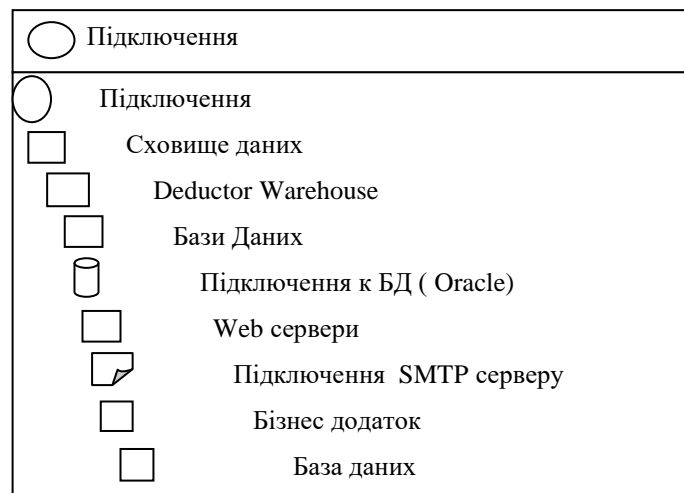 Підключення
Підключення
Сховище даних
Deductor Warehouse
Бази Даних
Підключення к БД ( Oracle)
Web сервери
Підключення  SMTP серверу
Бізнес додаток
База даних